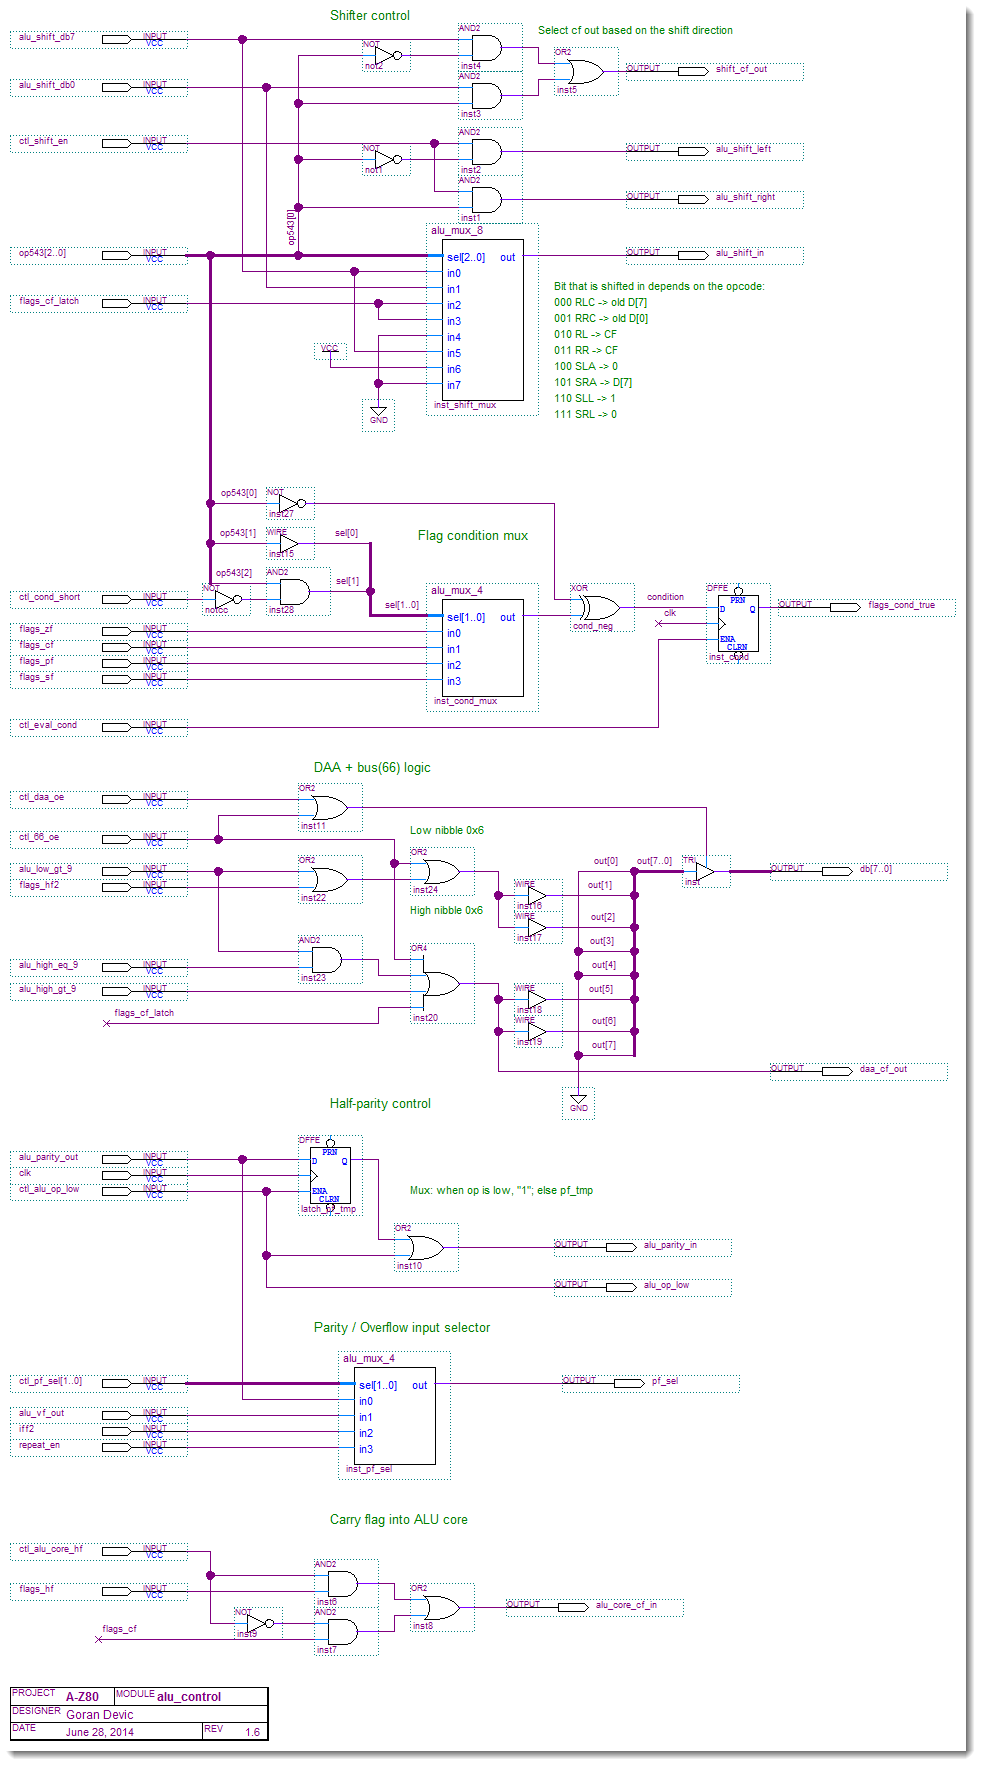 Shifter control
alu_shift_db7 INPUT VCC
AND2
Select cf out based on the shift direction
NOT
not2
inst4
OR2
inst5
OUTPUT shift_cf_out
alu_shift_db0 INPUT VCC
AND2
inst3
ctl_shift_en INPUT VCC
AND2
NOT
not1
inst2
OUTPUT alu_shift_left
AND2
inst1
OUTPUT alu_shift_right
op543[0]
alu_mux_8
op543[2..0] INPUT VCC
sel[2..0] out
OUTPUT alu_shift_in
in0
in1
flags_cf_latch INPUT VCC
in2
in3
in4
VCC
in5
in6
in7
GND
inst_shift_mux
Bit that is shifted in depends on the opcode:
000 RLC -> old D[7]
001 RRC -> old D[0]
010 RL -> CF
011 RR -> CF
100 SLA -> 0
101 SRA -> D[7]
110 SLL -> 1
111 SRL -> 0
op543[0] NOT
inst27
op543[1] WIRE
inst15
sel[0]
Flag condition mux
op543[2] AND2
inst28
sel[1]
NOT
notcc
ctl_cond_short INPUT VCC
sel[1..0]
alu_mux_4
sel[1..0] out
XOR
cond_neg
condition
clk
DFFE
PRN
D Q
ENA
CLRN
inst_cond
OUTPUT flags_cond_true
flags_zf INPUT VCC
in0
flags_cf INPUT VCC
in1
flags_pf INPUT VCC
in2
flags_sf INPUT VCC
in3
inst_cond_mux
ctl_eval_cond INPUT VCC
DAA + bus(66) logic
ctl_daa_oe INPUT VCC
OR2
inst11
ctl_66_oe INPUT VCC
Low nibble 0x6
alu_low_gt_9 INPUT VCC
flags_hf2 INPUT VCC
OR2
inst22
OR2
inst24
High nibble 0x6
WIRE
inst16
WIRE
inst17
out[0] out[7..0]
TRI
inst
OUTPUT db[7..0]
out[1]
out[2]
out[3]
out[4]
out[5]
out[6]
out[7]
AND2
inst23
alu_high_eq_9 INPUT VCC
alu_high_gt_9 INPUT VCC
flags_cf_latch
OR4
inst20
WIRE
inst18
WIRE
inst19
OUTPUT daa_cf_out
GND
Half-parity control
DFFE
PRN
D Q
ENA
CLRN
latch_pf_tmp
alu_parity_out INPUT VCC
clk INPUT VCC
ctl_alu_op_low INPUT VCC
Mux: when op is low, "1"; else pf_tmp
OR2
inst10
OUTPUT alu_parity_in
OUTPUT alu_op_low
Parity / Overflow input selector
alu_mux_4
ctl_pf_sel[1..0] INPUT VCC
sel[1..0] out
OUTPUT pf_sel
in0
alu_vf_out INPUT VCC
in1
iff2 INPUT VCC
in2
repeat_en INPUT VCC
in3
inst_pf_sel
Carry flag into ALU core
ctl_alu_core_hf INPUT VCC
AND2
inst6
flags_hf INPUT VCC
OR2
inst8
OUTPUT alu_core_cf_in
NOT
inst9
AND2
inst7
flags_cf
PROJECT A-Z80 MODULE alu_control
DESIGNER Goran Devic
DATE June 28, 2014 REV 1.6